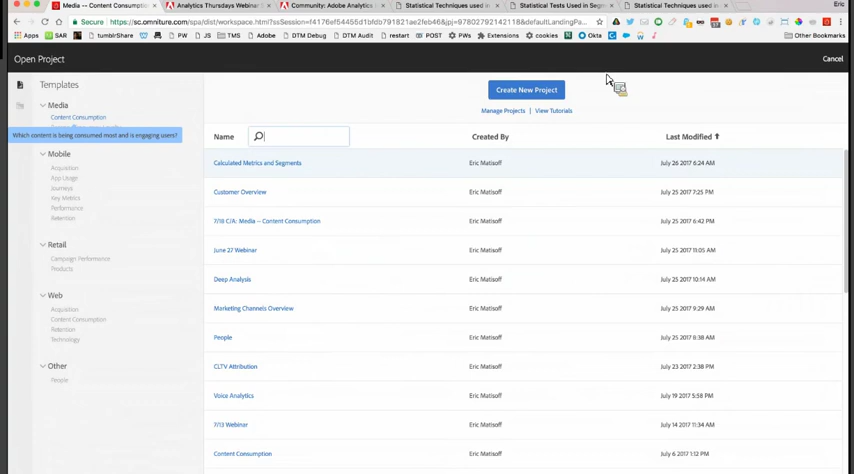 Media -- Content Consumption
Analytics Thursdays Webinar S
Community: Adobe Analytics
Statistical Techniques used in
Statistical Tests Used in Segm
Statistical Techniques used in
Eric
Secure
https://sc.omniture.com/spa/dist/workspace.html?ssSession=
Apps
SAR
tumblrShare
PW
JS
TMS
Adobe
DTM Debug
DTM Audit
restart
POST
PWs
Extensions
cookies
Okta
Other Bookmarks
Open Project
Cancel
Templates
Create New Project
Media
Content Consumption
Manage Projects | View Tutorials
Which content is being consumed most and is engaging users?
Name
Created By
Last Modified
Mobile
Acquisition
App Usage
Journeys
Key Metrics
Performance
Retention
Retail
Campaign Performance
Products
Web
Acquisition
Content Consumption
Retention
Technology
Other
People
Calculated Metrics and Segments Eric Matisoff July 26 2017 6:24 AM
Customer Overview Eric Matisoff July 25 2017 7:25 PM
7/18 C/A: Media -- Content Consumption Eric Matisoff July 25 2017 6:42 PM
June 27 Webinar Eric Matisoff July 25 2017 11:05 AM
Deep Analysis Eric Matisoff July 25 2017 10:14 AM
Marketing Channels Overview Eric Matisoff July 25 2017 9:29 AM
People Eric Matisoff July 25 2017 8:38 AM
CLTV Attribution Eric Matisoff July 23 2017 2:38 PM
Voice Analytics Eric Matisoff July 19 2017 5:58 PM
7/13 Webinar Eric Matisoff July 14 2017 11:34 AM
Content Consumption Eric Matisoff July 6 2017 1:12 PM